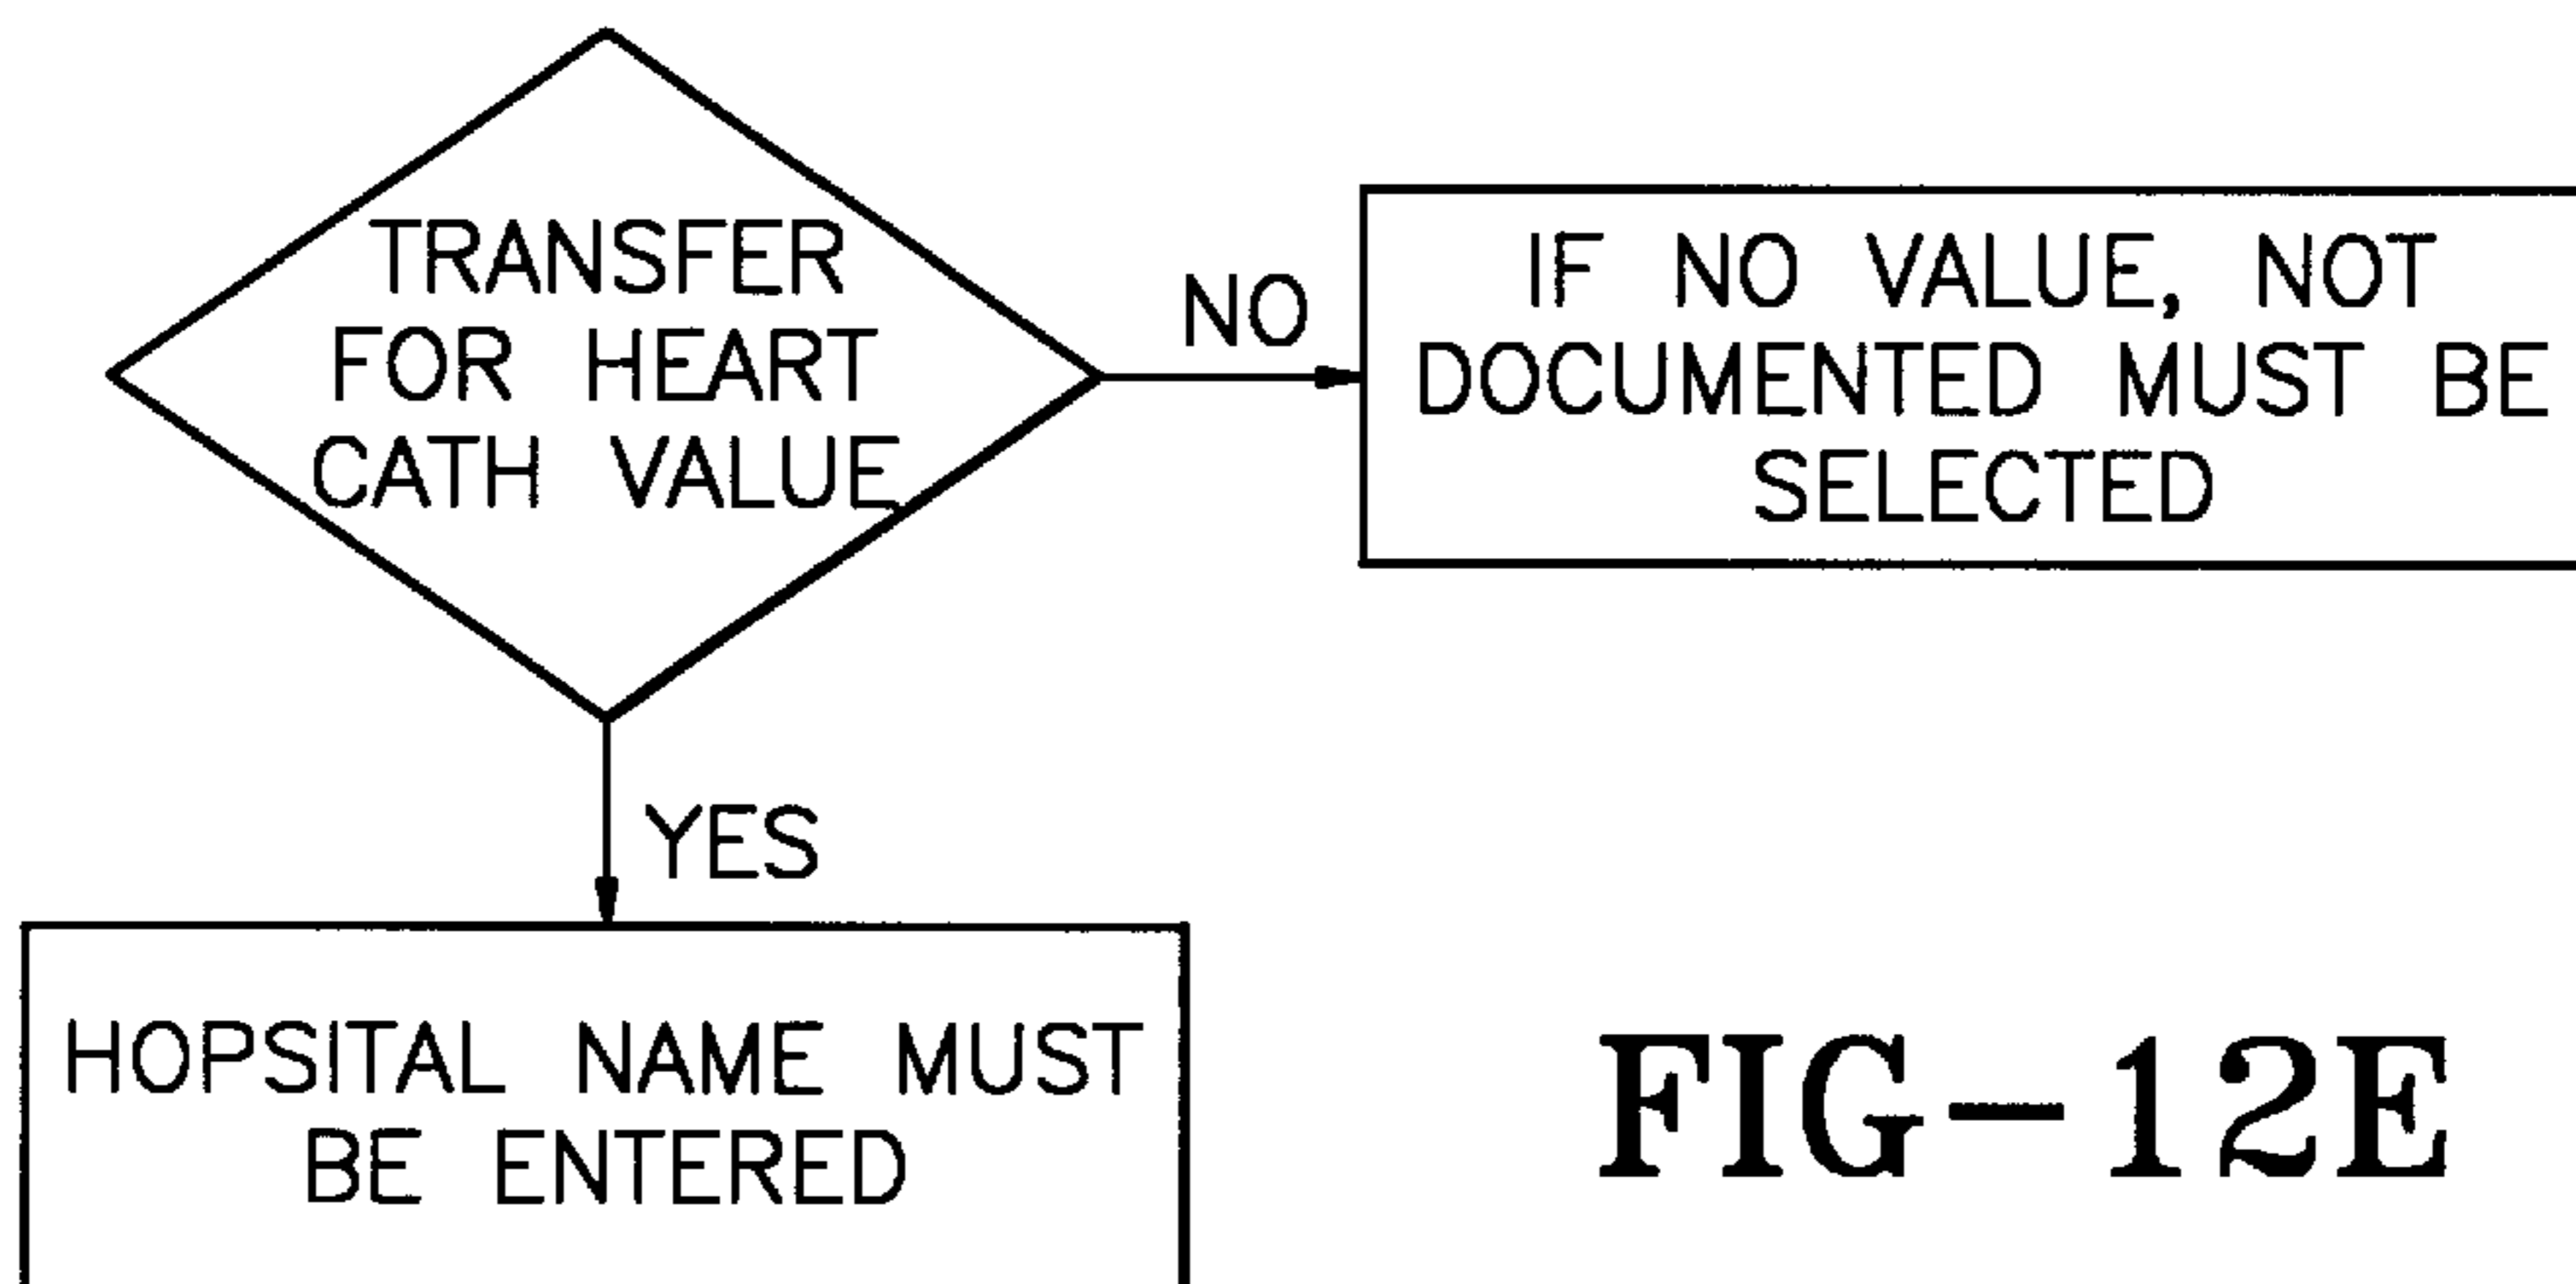 TRANSFER
FOR HEART
CATH VALUE
NO
IF NO VALUE, NOT
DOCUMENTED MUST BE
SELECTED
YES
HOPSITAL NAME MUST
BE ENTERED
FIG-12E